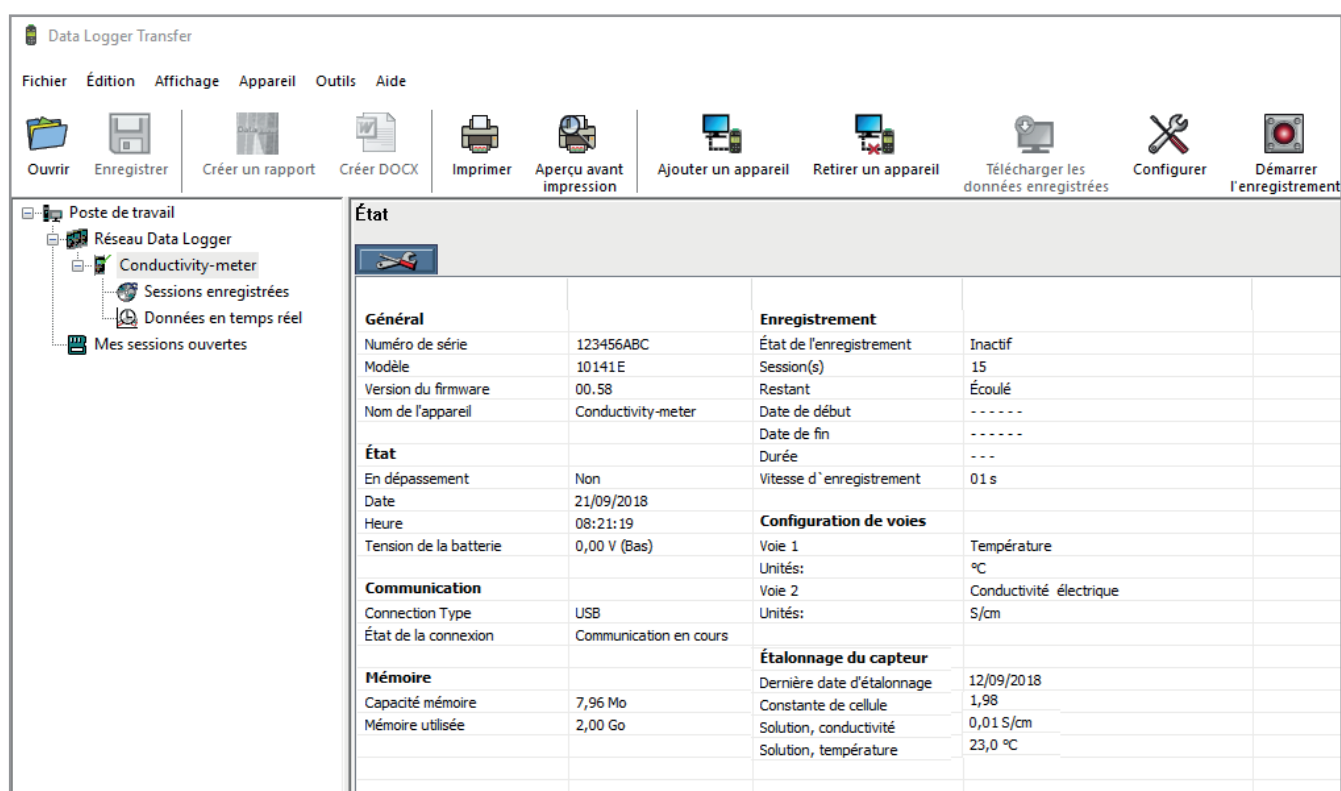 Data Logger Transfer
Fichier Édition Affichage Appareil Outils Aide
Ouvrir Enregistrer Créer un rapport Créer DOCX Imprimer Aperçu avant impression Ajouter un appareil Retirer un appareil Télécharger les données enregistrées Configurer Démarrer l'enregistrement
Poste de travail
Réseau Data Logger
Conductivity-meter
Sessions enregistrées
Données en temps réel
Mes sessions ouvertes
État
Général
Numéro de série 123456ABC
Modèle 10141E
Version du firmware 00.58
Nom de l'appareil Conductivity-meter
État
En dépassement Non
Date 21/09/2018
Heure 08:21:19
Tension de la batterie 0,00 V (Bas)
Communication
Connection Type USB
État de la connexion Communication en cours
Mémoire
Capacité mémoire 7,96 Mo
Mémoire utilisée 2,00 Go
Enregistrement
État de l'enregistrement Inactif
Session(s) 15
Restant Écoulé
Date de début - - - - - -
Date de fin - - - - - -
Durée - - -
Vitesse d`enregistrement 01 s
Configuration de voies
Voie 1 Température
Unités: °C
Voie 2 Conductivité électrique
Unités: S/cm
Étalonnage du capteur
Dernière date d'étalonnage 12/09/2018
Constante de cellule 1,98
Solution, conductivité 0,01 S/cm
Solution, température 23,0 °C